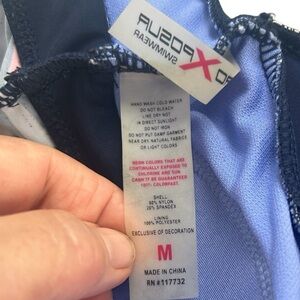 XPOSUR
SWIMWEAR
HAND WASH COLD WATER
DO NOT BLEACH
LINE DRY NOT
IN DIRECT SUNLIGHT
DO NOT IRON
DO NOT PUT DAMP GARMENT
NEAR DRY NATURAL FABRICS
OR LIGHT COLORS
NEON COLORS THAT ARE
CONTINUALLY EXPOSED TO
CHLORINE AND SUN
CAN'T BE GUARANTEED
100% COLORFAST.
SHELL
80% NYLON
20% SPANDEX
LINING
100% POLYESTER
EXCLUSIVE OF DECORATION
M
MADE IN CHINA
RN #117732